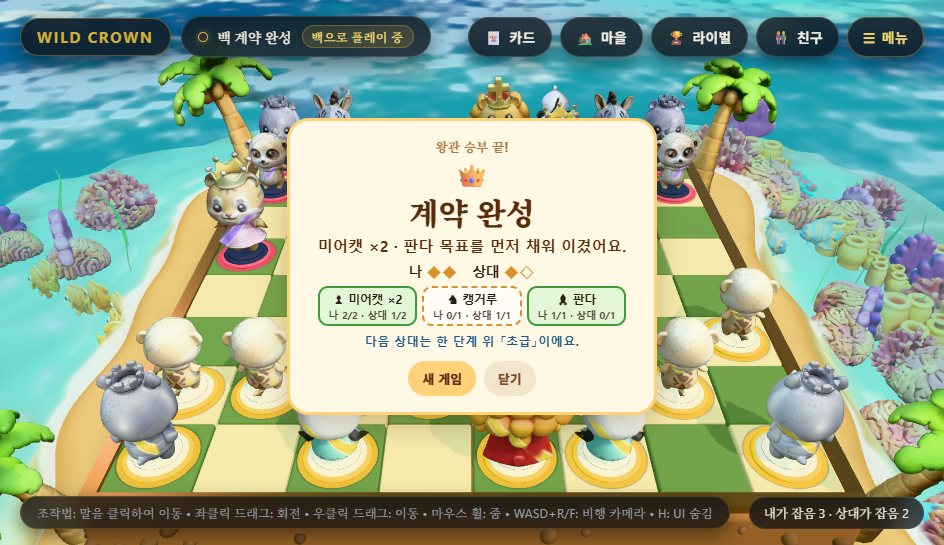 WILD CROWN
백 계약 완성 백으로 플레이 중
카드
마을
라이벌
친구
메뉴
왕관 승부 끝!
계약 완성
미어캣 ×2 · 판다 목표를 먼저 채워 이겼어요.
나 ◆◆ 상대 ◆◇
♟ 미어캣 ×2
나 2/2 · 상대 1/2
♞ 캥거루
나 0/1 · 상대 1/1
♝ 판다
나 1/1 · 상대 0/1
다음 상대는 한 단계 위 「초급」이에요.
새 게임
닫기
조작법: 말을 클릭하여 이동 • 좌클릭 드래그: 회전 • 우클릭 드래그: 이동 • 마우스 휠: 줌 • WASD+R/F: 비행 카메라 • H: UI 숨김
내가 잡음 3 · 상대가 잡음 2